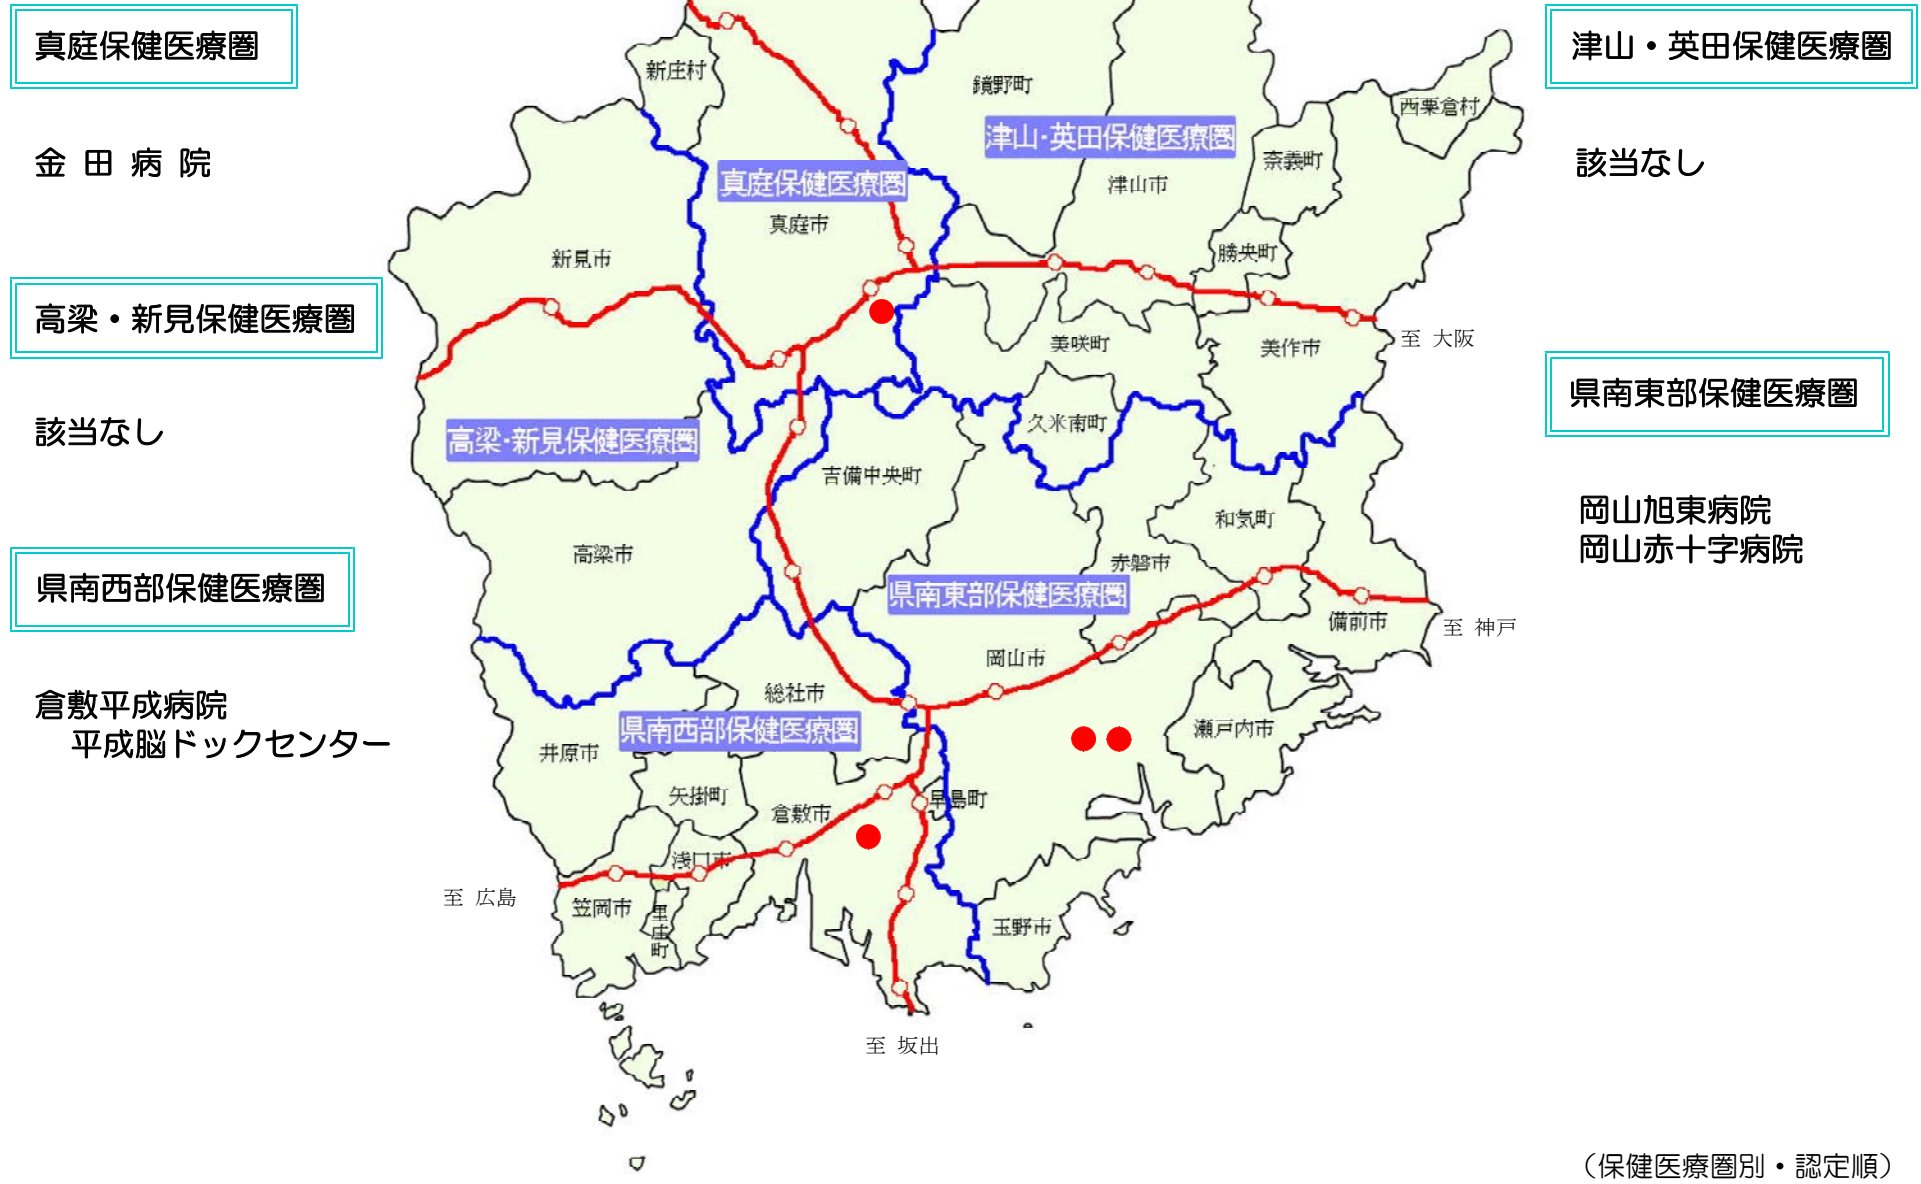 真庭保健医療圏
金田病院
高梁・新見保健医療圏
該当なし
県南西部保健医療圏
倉敷平成病院
平成脳ドックセンター
新庄村
鏡野町
津山・英田保健医療圏
西粟倉村
奈義町
真庭保健医療圏
津山市
真庭市
勝央町
新見市
至 大阪
美咲町
美作市
久米南町
高梁・新見保健医療圏
吉備中央町
和気町
高梁市
赤磐市
県南東部保健医療圏
備前市
至 神戸
岡山市
総社市
県南西部保健医療圏
瀬戸内市
井原市
矢掛町
早島町
倉敷市
浅口市
至 広島
笠岡市
里庄町
玉野市
至 坂出
津山・英田保健医療圏
該当なし
県南東部保健医療圏
岡山旭東病院
岡山赤十字病院
（保健医療圏別・認定順）